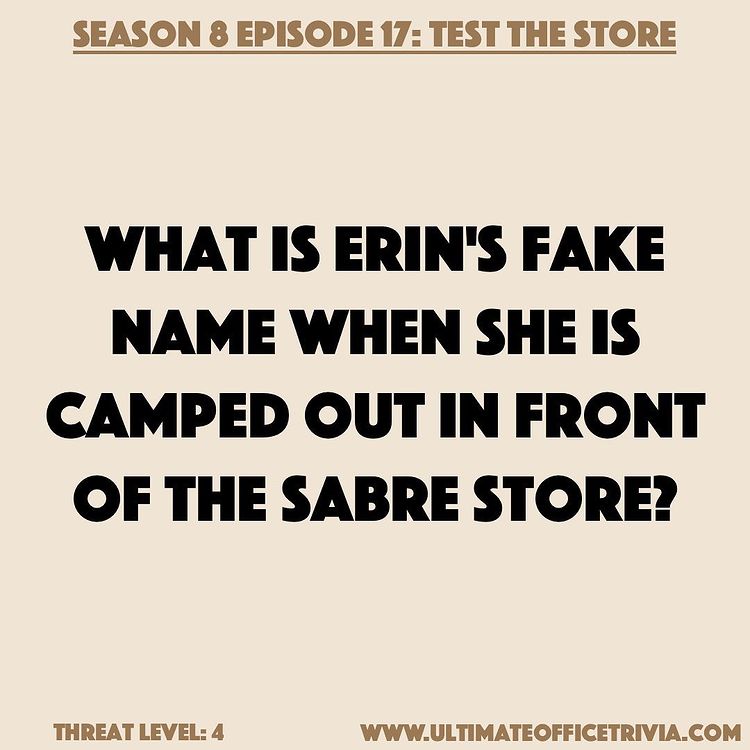 SEASON 8 EPISODE 17: TEST THE STORE
WHAT IS ERIN'S FAKE
NAME WHEN SHE IS
CAMPED OUT IN FRONT
OF THE SABRE STORE?
THREAT LEVEL: 4
WWW.ULTIMATEOFFICETRIVIA.COM